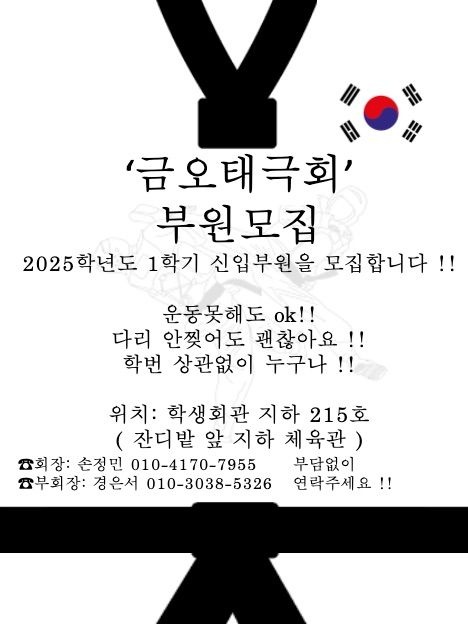 ‘금오태극회’
부원모집
2025학년도 1학기 신입부원을 모집합니다 !!
운동못해도 ok!!
다리 안찢어도 괜찮아요 !!
학번 상관없이 누구나 !!
위치: 학생회관 지하 215호
( 잔디밭 앞 지하 체육관 )
☎회장: 손정민 010-4170-7955 부담없이
☎부회장: 경은서 010-3038-5326 연락주세요 !!